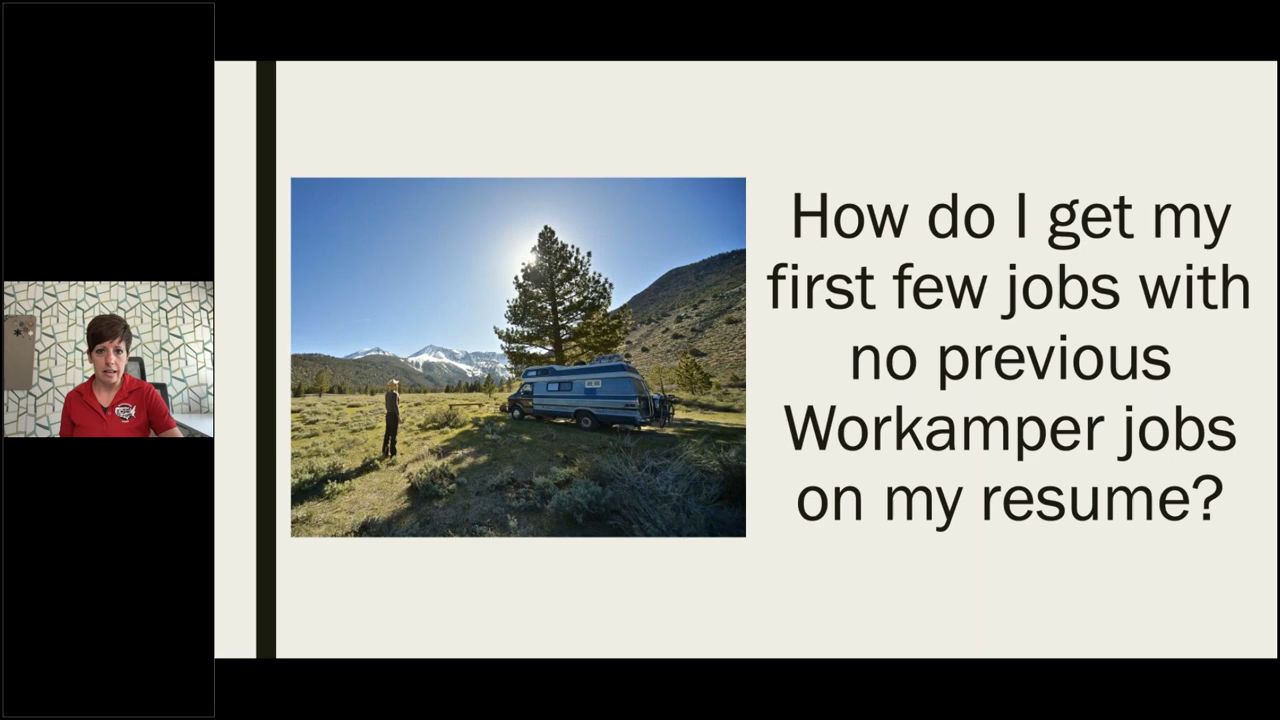 How do I get my
first few jobs with
no previous
Workamper jobs
on my resume?